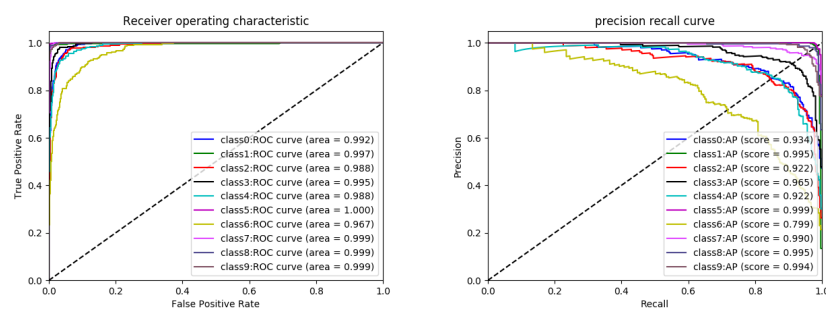 Receiver operating characteristic
True Positive Rate
1.0
0.8
0.6
0.4
0.2
0.0
class0:ROC curve (area = 0.992)
class1:ROC curve (area = 0.997)
class2:ROC curve (area = 0.988)
class3:ROC curve (area = 0.995)
class4:ROC curve (area = 0.988)
class5:ROC curve (area = 1.000)
class6:ROC curve (area = 0.967)
class7:ROC curve (area = 0.999)
class8:ROC curve (area = 0.999)
class9:ROC curve (area = 0.999)
0.0 0.2 0.4 0.6 0.8 1.0
False Positive Rate
precision recall curve
Precision
1.0
0.8
0.6
0.4
0.2
0.0
class0:AP (score = 0.934)
class1:AP (score = 0.995)
class2:AP (score = 0.922)
class3:AP (score = 0.965)
class4:AP (score = 0.922)
class5:AP (score = 0.999)
class6:AP (score = 0.799)
class7:AP (score = 0.990)
class8:AP (score = 0.995)
class9:AP (score = 0.994)
0.0 0.2 0.4 0.6 0.8 1.0
Recall